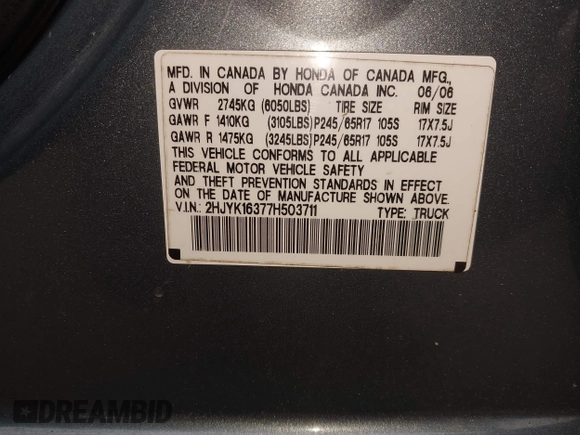 MFD. IN CANADA BY HONDA OF CANADA MFG.,
A DIVISION OF HONDA CANADA INC. 06/06
GVWR 2745KG (6050LBS) TIRE SIZE RIM SIZE
GAWR F 1410KG (3105LBS)P245/65R17 105S 17X7.5J
GAWR R 1475KG (3245LBS)P245/65R17 105S 17X7.5J
THIS VEHICLE CONFORMS TO ALL APPLICABLE
FEDERAL MOTOR VEHICLE SAFETY
AND THEFT PREVENTION STANDARDS IN EFFECT
ON THE DATE OF MANUFACTURE SHOWN ABOVE.
V.I.N.: 2HJYK16377H503711 TYPE: TRUCK
DREAMBID